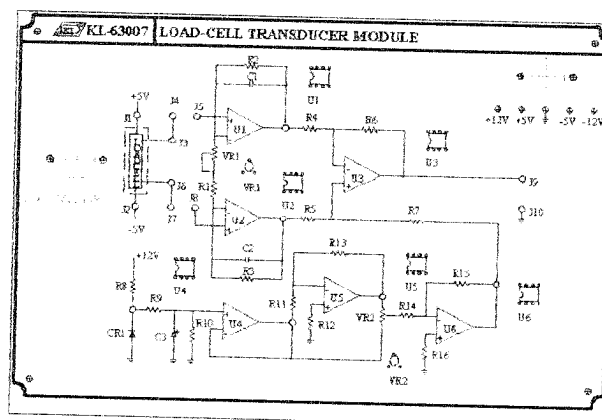 KL-63007 LOAD-CELL TRANSDUCER MODULE
R2
C1
+5V
J4
J5
U1
J1
U1
R4
R6
+12V +5V -5V -12V
J3
VR1
U3
U3
J6
VR1
R1
J8
U2
J9
J2
J7
U2
R5
R7
J10
-5V
C2
R3
R13
+12V
U4
U5
R15
R8
R9
R11
U5
R14
U6
CR1
C3
R10
U4
R12
VR2
U6
R16
VR2